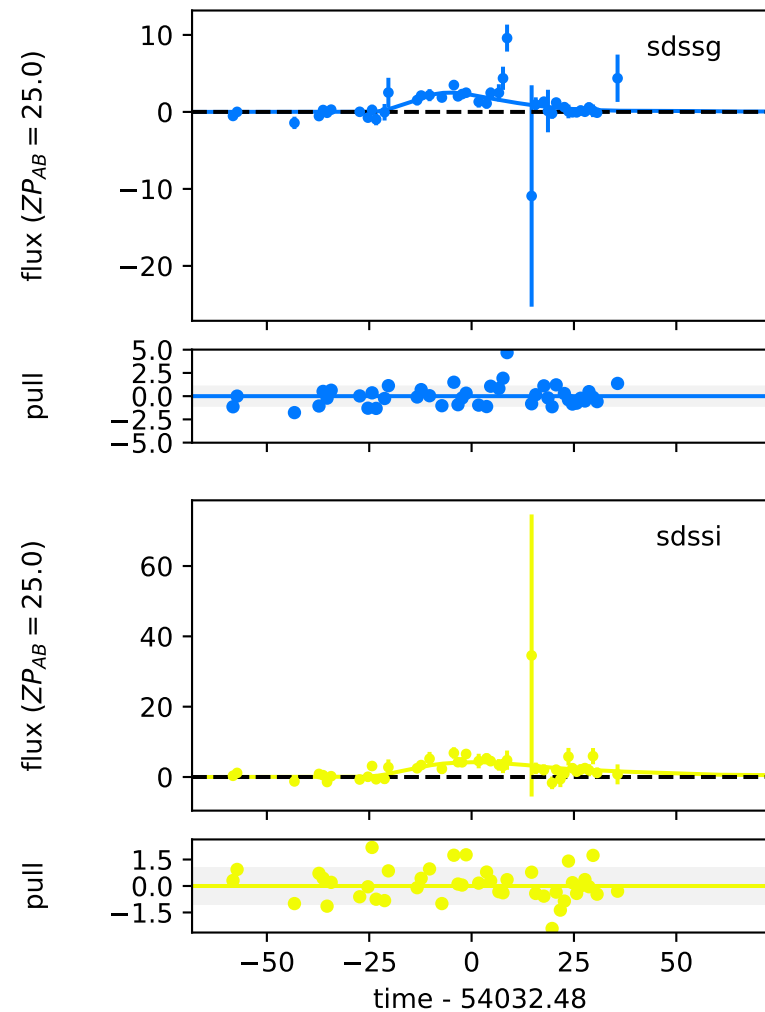 10
0
−10
−20
flux (ZP_AB = 25.0)
sdssg
5.0
2.5
0.0
−2.5
−5.0
pull
60
40
20
0
flux (ZP_AB = 25.0)
sdssi
1.5
0.0
−1.5
pull
−50 −25 0 25 50
time - 54032.48